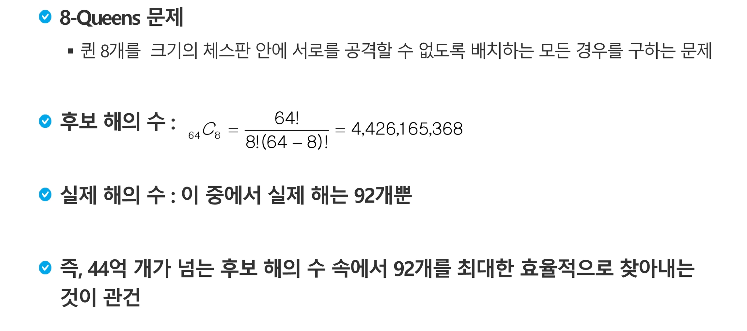 8-Queens 문제
퀸 8개를 크기의 체스판 안에 서로를 공격할 수 없도록 배치하는 모든 경우를 구하는 문제
후보 해의 수 : ₆₄C₈ = 64! / 8!(64 − 8)! = 4,426,165,368
실제 해의 수 : 이 중에서 실제 해는 92개뿐
즉, 44억 개가 넘는 후보 해의 수 속에서 92개를 최대한 효율적으로 찾아내는
것이 관건